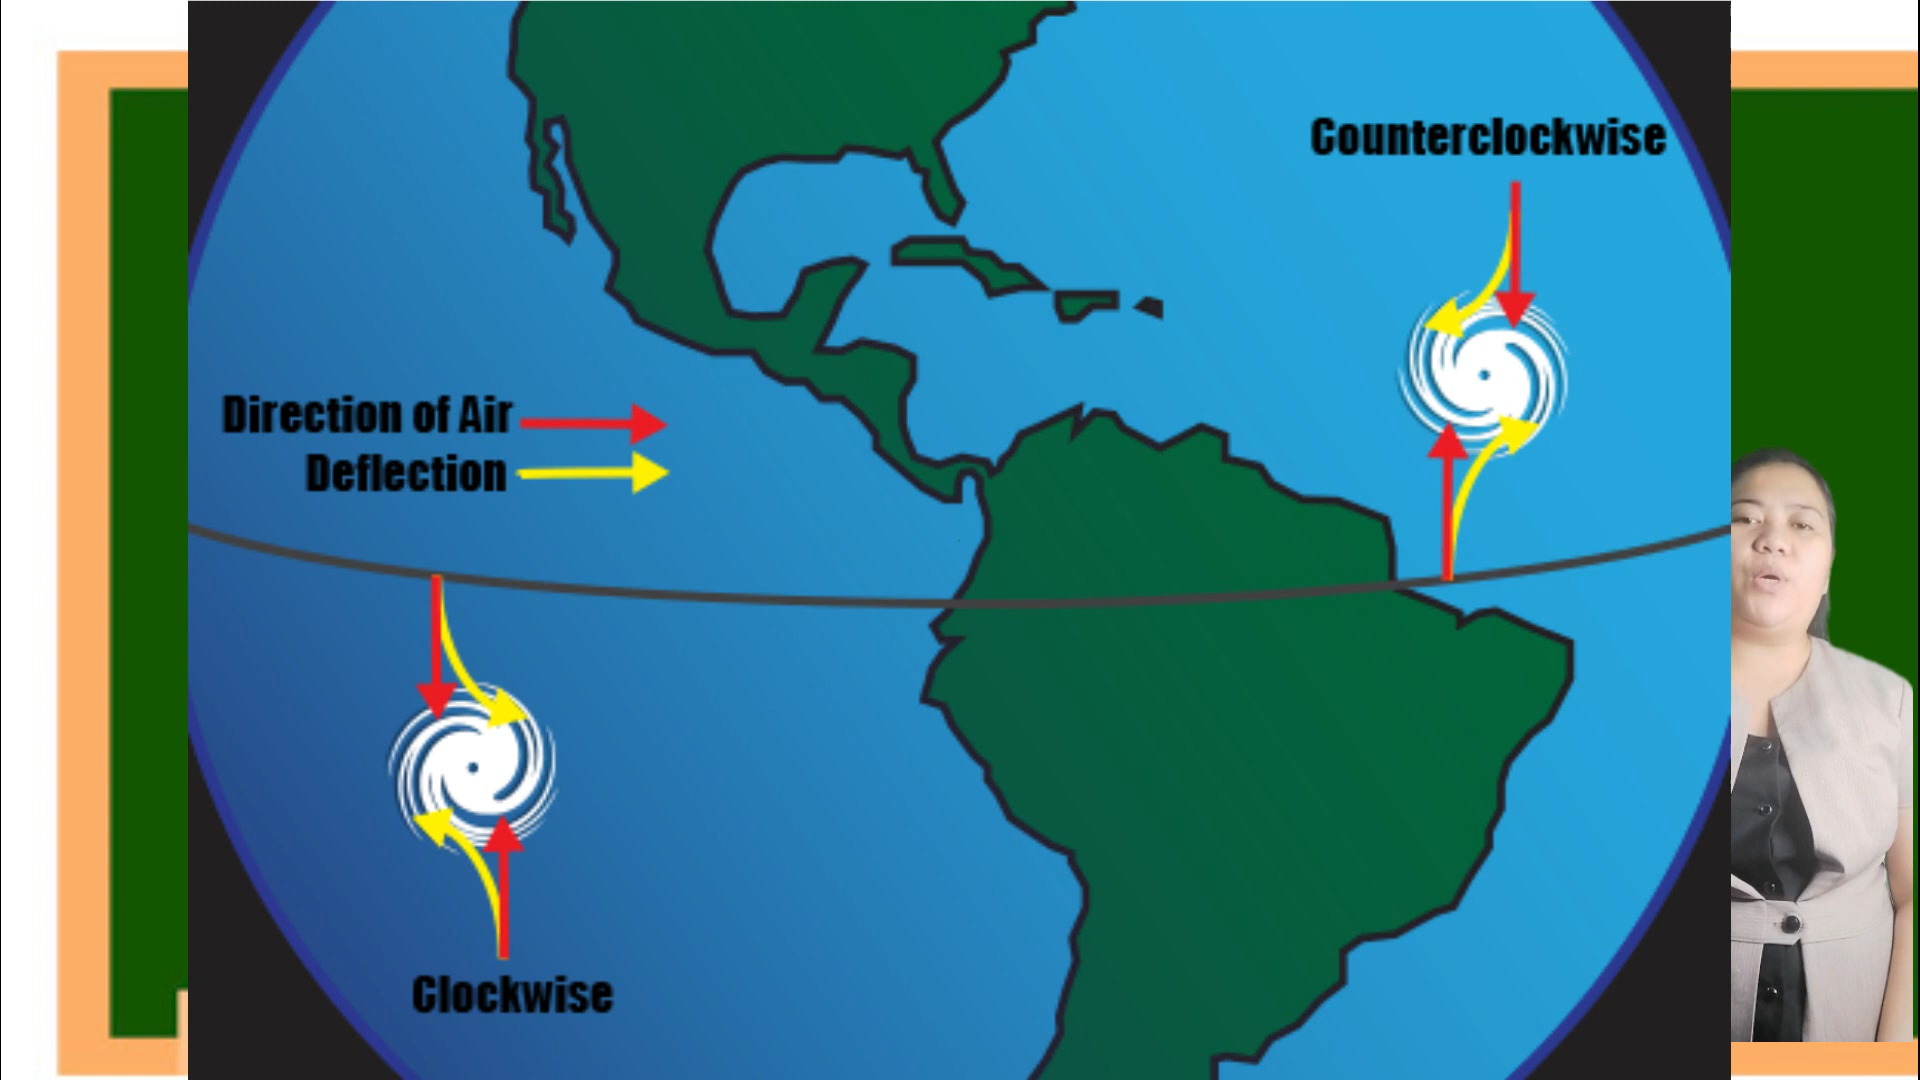 Counterclockwise
Direction of Air
Deflection
Clockwise